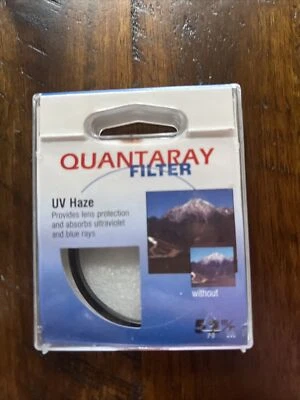 QUANTARAY
FILTER
UV Haze
Provides lens protection
and absorbs ultraviolet
and blue rays.
without